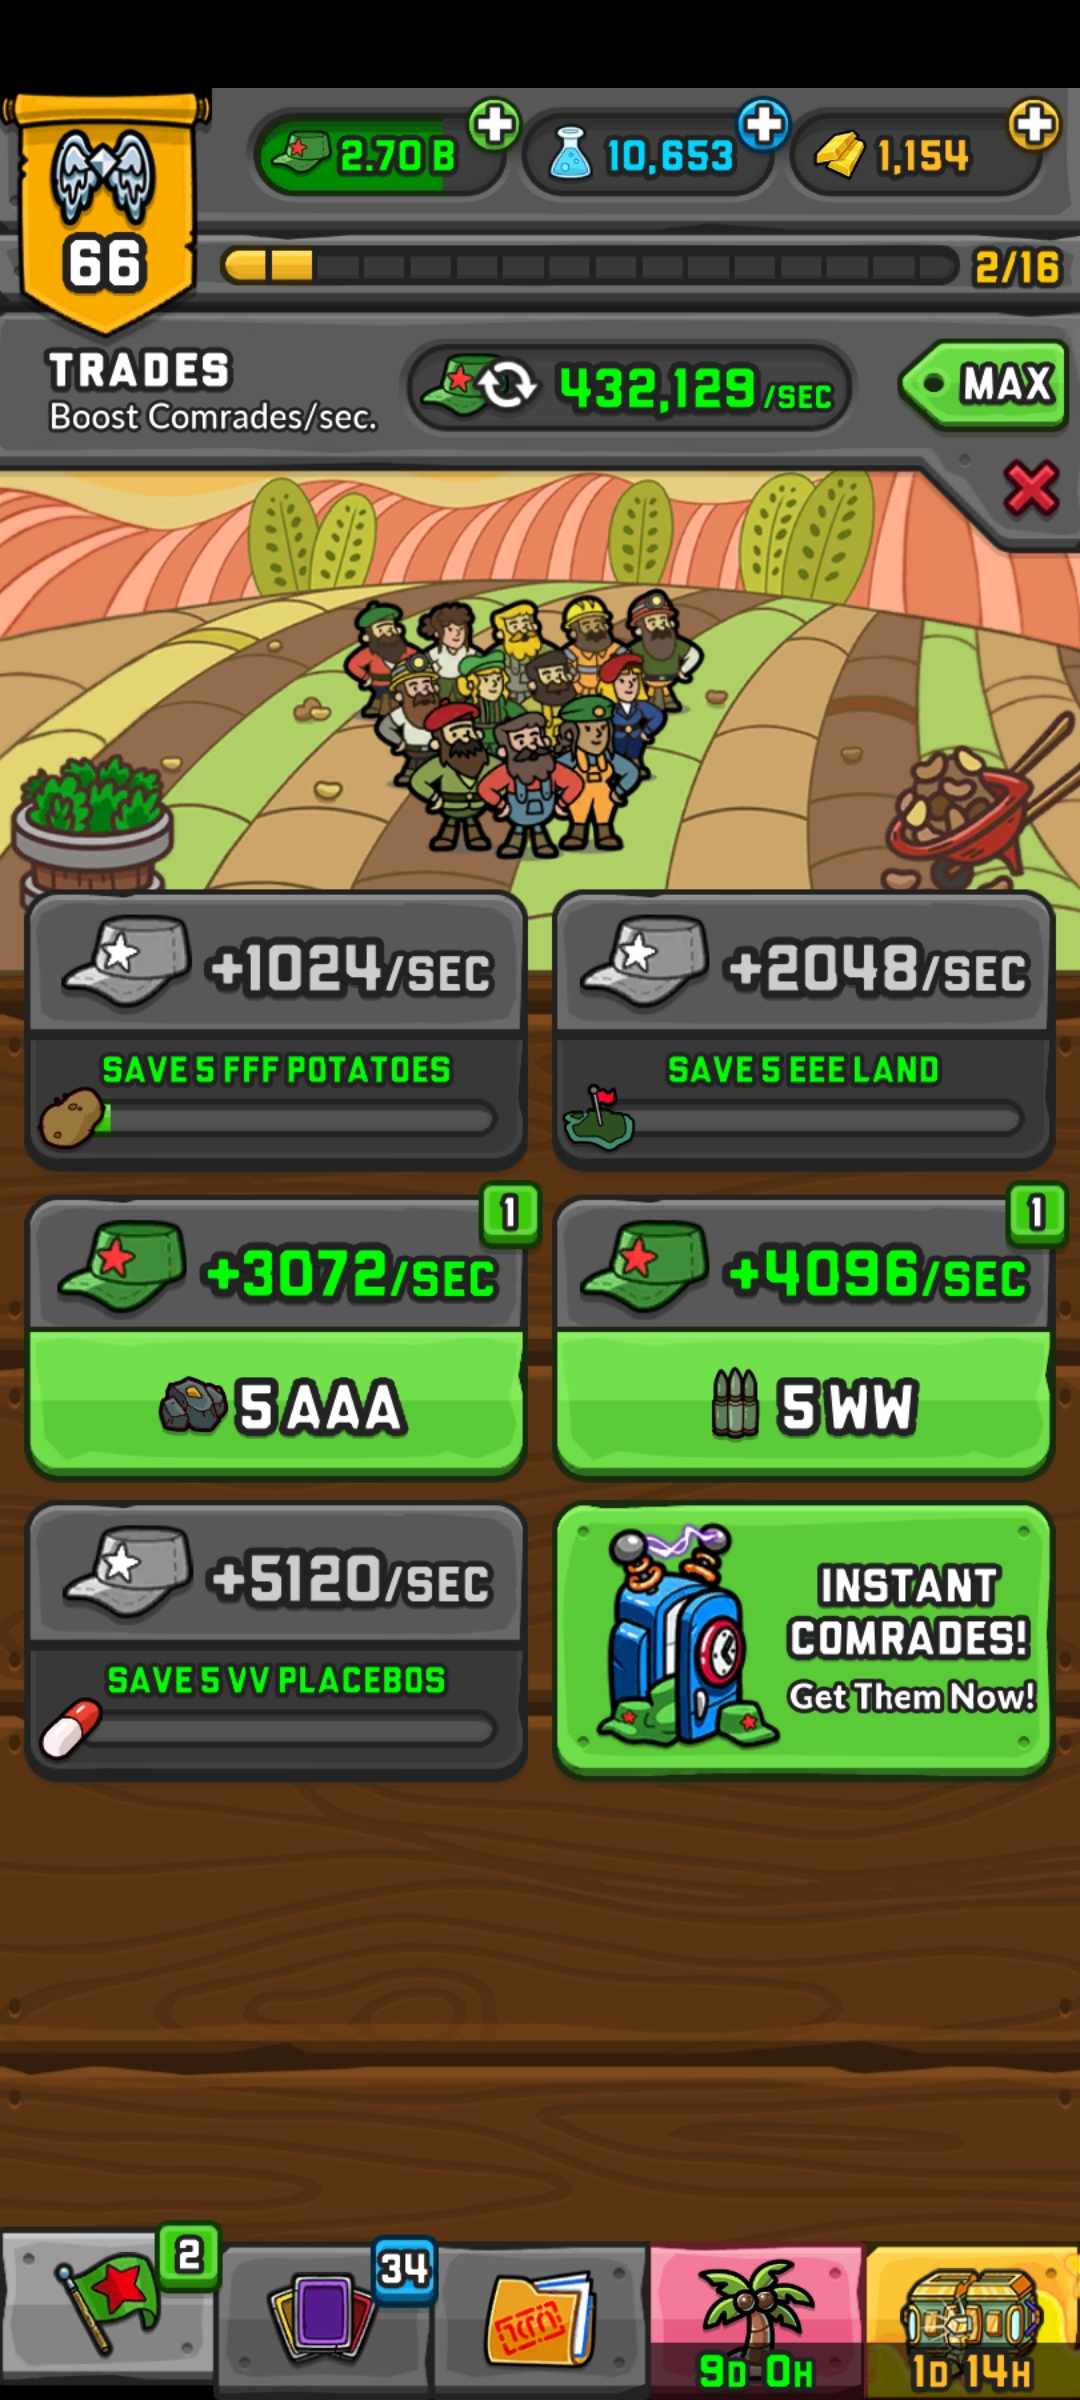 2.70 B
10,653
1,154
66
2/16
TRADES
Boost Comrades/sec.
432,129/SEC
MAX
+1024/SEC
+2048/SEC
SAVE 5 FFF POTATOES
SAVE 5 EEE LAND
1
1
+3072/SEC
+4096/SEC
5 AAA
5 WW
+5120/SEC
SAVE 5 VV PLACEBOS
INSTANT
COMRADES!
Get Them Now!
2
34
9D 0H
1D 14H